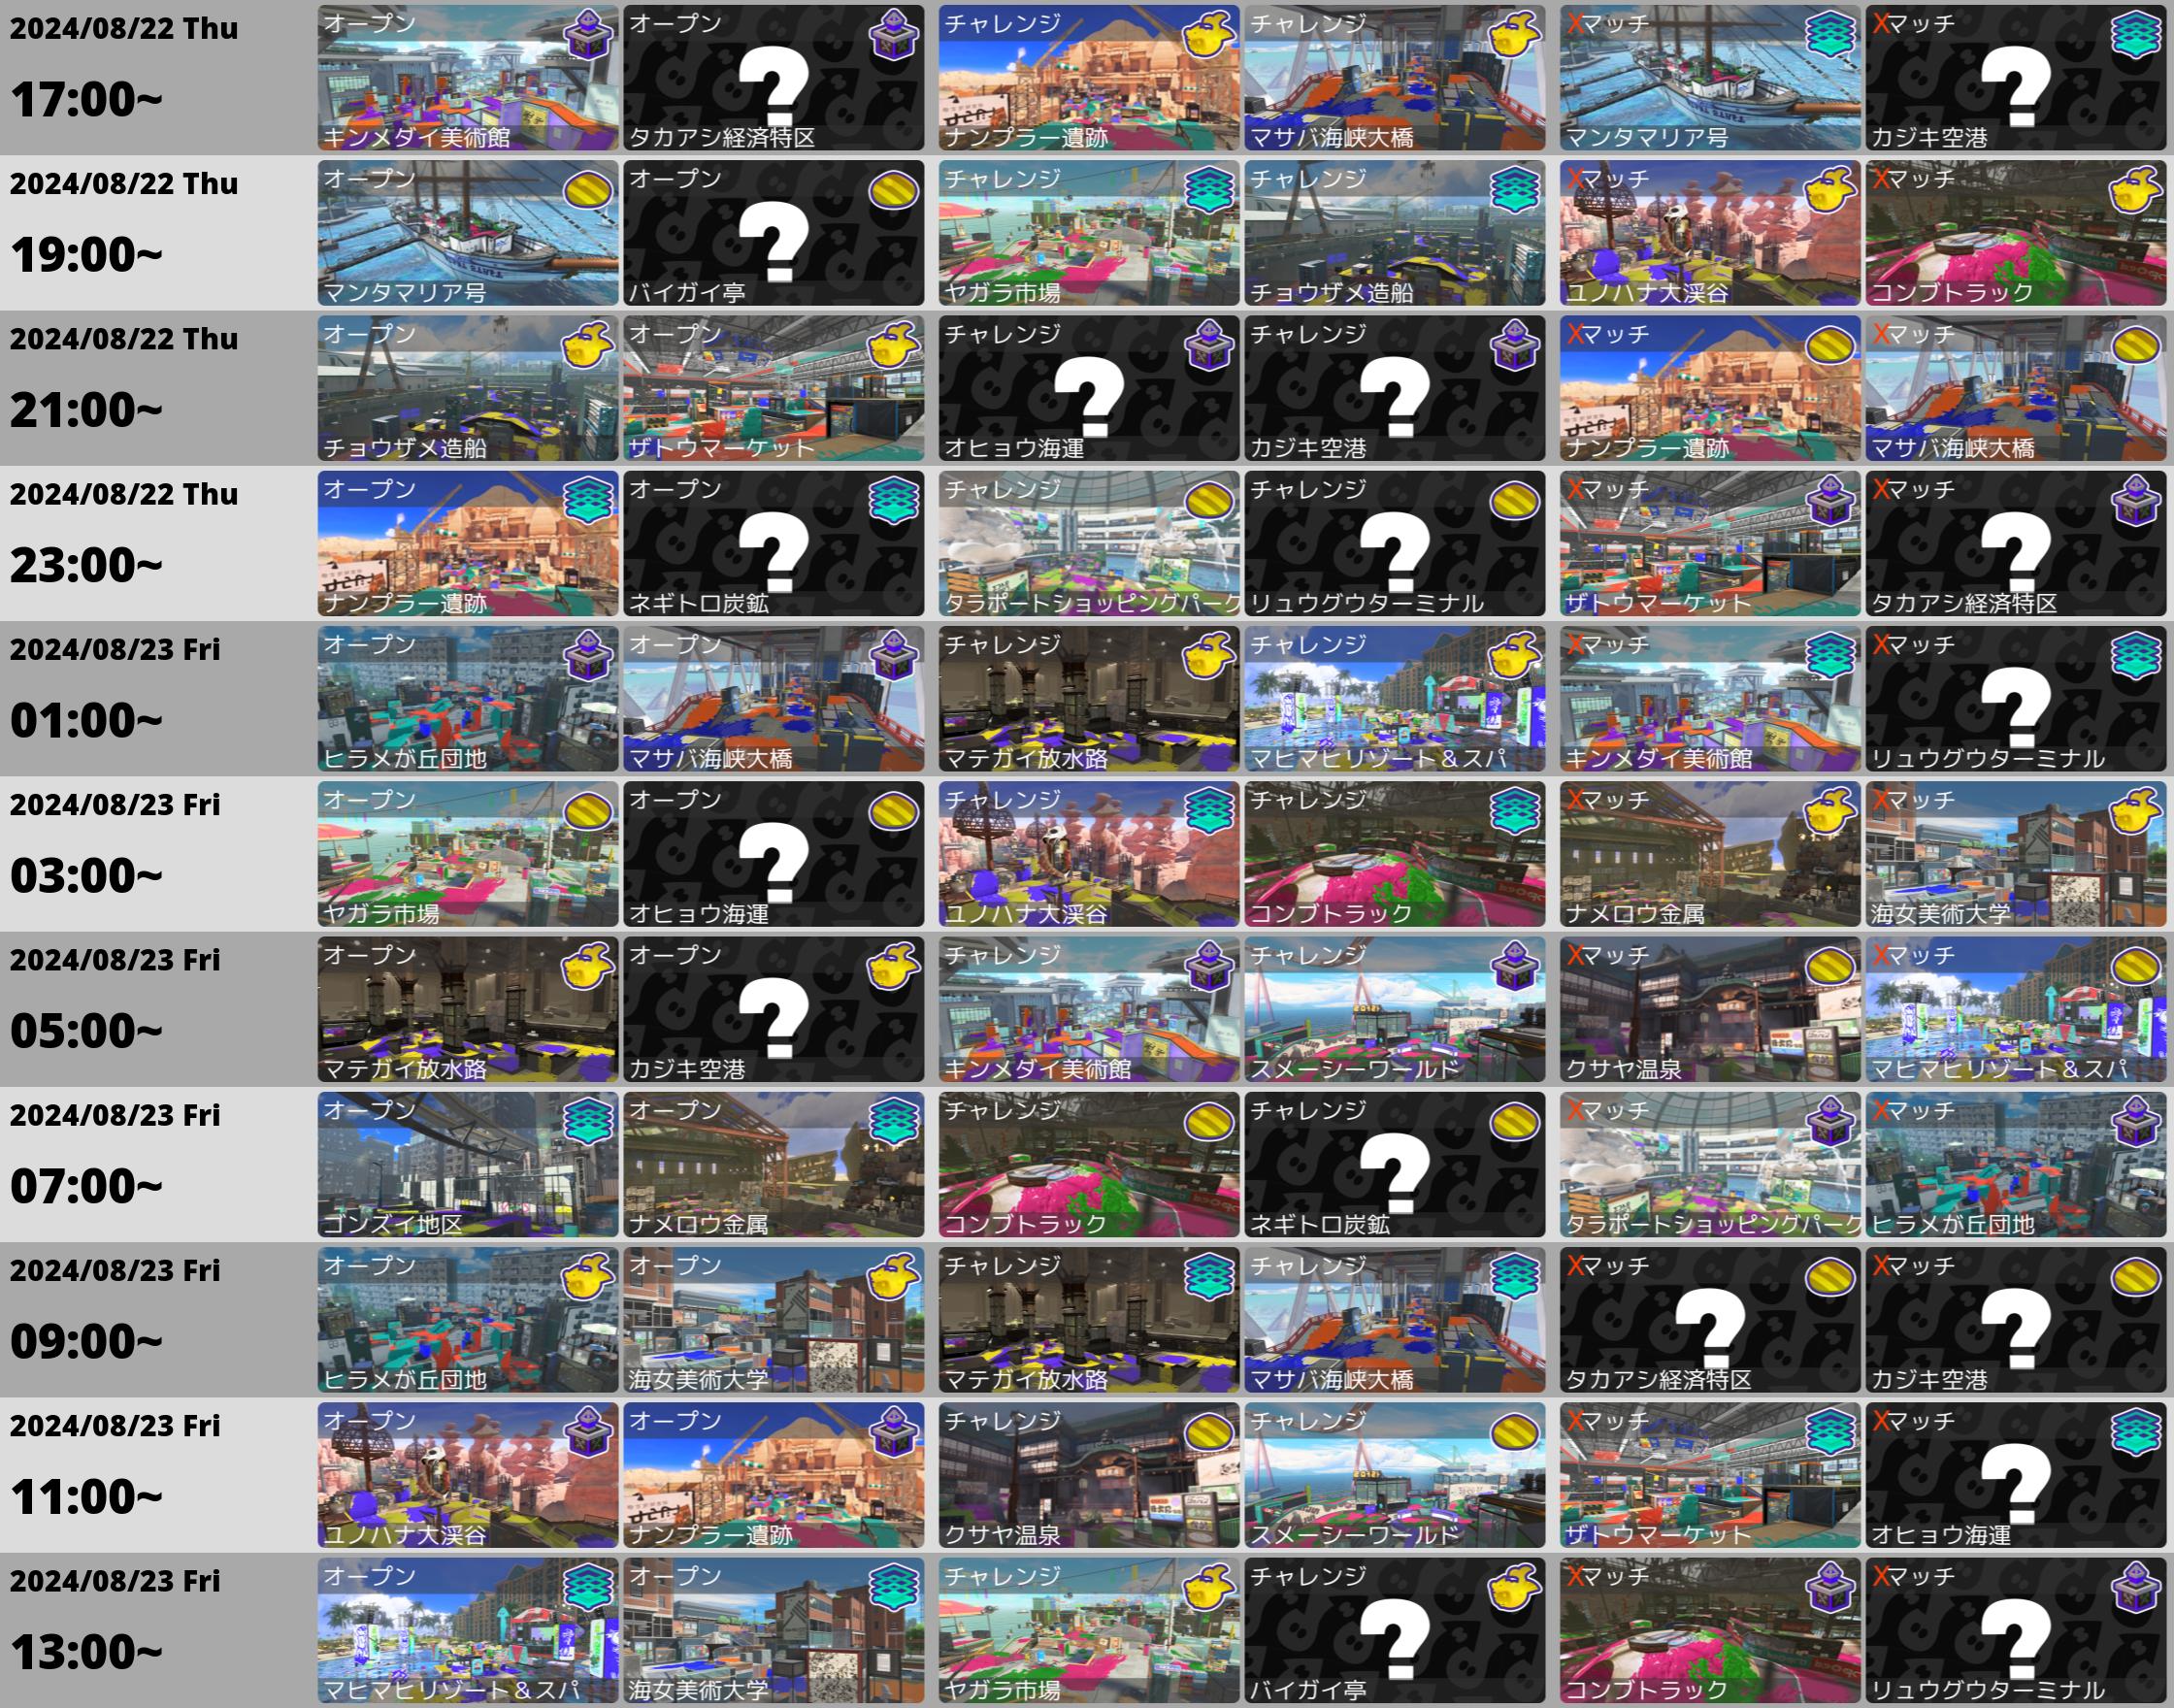 2024/08/22 Thu
17:00~
オープン
キンメダイ美術館
オープン
タカアシ経済特区
チャレンジ
ナンプラー遺跡
チャレンジ
マサバ海峡大橋
Xマッチ
マンタマリア号
Xマッチ
カジキ空港
2024/08/22 Thu
19:00~
オープン
マンタマリア号
オープン
バイガイ亭
チャレンジ
ヤガラ市場
チャレンジ
チョウザメ造船
Xマッチ
ユノハナ大渓谷
Xマッチ
コンブトラック
2024/08/22 Thu
21:00~
オープン
チョウザメ造船
オープン
ザトウマーケット
チャレンジ
オヒョウ海運
チャレンジ
カジキ空港
Xマッチ
ナンプラー遺跡
Xマッチ
マサバ海峡大橋
2024/08/22 Thu
23:00~
オープン
ナンプラー遺跡
オープン
ネギトロ炭鉱
チャレンジ
タラポートショッピングパーク
チャレンジ
リュウグウターミナル
Xマッチ
ザトウマーケット
Xマッチ
タカアシ経済特区
2024/08/23 Fri
01:00~
オープン
ヒラメが丘団地
オープン
マサバ海峡大橋
チャレンジ
マテガイ放水路
チャレンジ
マヒマヒリゾート&スパ
Xマッチ
キンメダイ美術館
Xマッチ
リュウグウターミナル
2024/08/23 Fri
03:00~
オープン
ヤガラ市場
オープン
オヒョウ海運
チャレンジ
ユノハナ大渓谷
チャレンジ
コンブトラック
Xマッチ
ナメロウ金属
Xマッチ
海女美術大学
2024/08/23 Fri
05:00~
オープン
マテガイ放水路
オープン
カジキ空港
チャレンジ
キンメダイ美術館
チャレンジ
スメーシーワールド
Xマッチ
クサヤ温泉
Xマッチ
マヒマヒリゾート&スパ
2024/08/23 Fri
07:00~
オープン
ゴンズイ地区
オープン
ナメロウ金属
チャレンジ
コンブトラック
チャレンジ
ネギトロ炭鉱
Xマッチ
タラポートショッピングパーク
Xマッチ
ヒラメが丘団地
2024/08/23 Fri
09:00~
オープン
ヒラメが丘団地
オープン
海女美術大学
チャレンジ
マテガイ放水路
チャレンジ
マサバ海峡大橋
Xマッチ
タカアシ経済特区
Xマッチ
カジキ空港
2024/08/23 Fri
11:00~
オープン
ユノハナ大渓谷
オープン
ナンプラー遺跡
チャレンジ
クサヤ温泉
チャレンジ
スメーシーワールド
Xマッチ
ザトウマーケット
Xマッチ
オヒョウ海運
2024/08/23 Fri
13:00~
オープン
マヒマヒリゾート&スパ
オープン
海女美術大学
チャレンジ
ヤガラ市場
チャレンジ
バイガイ亭
Xマッチ
コンブトラック
Xマッチ
リュウグウターミナル